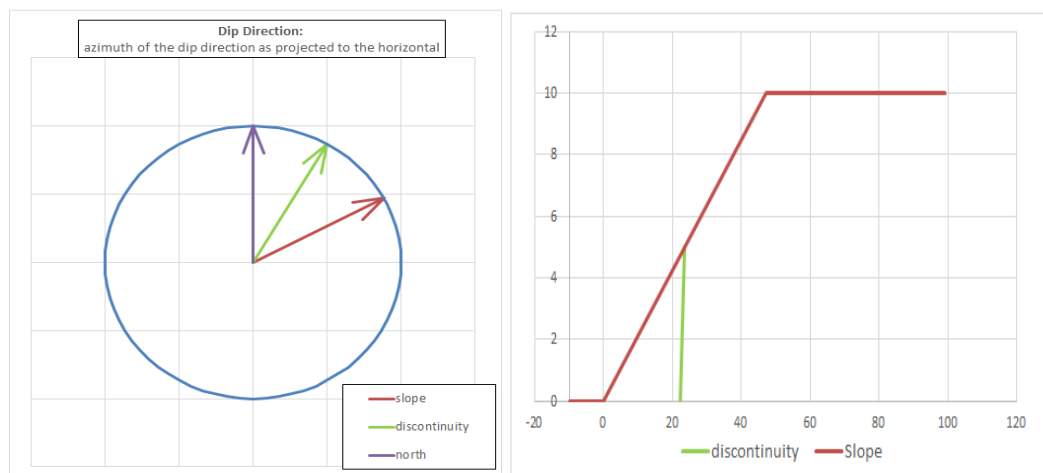 Dip Direction:
azimuth of the dip direction as projected to the horizontal
slope
discontinuity
north
12
10
8
6
4
2
0
-20 0 20 40 60 80 100 120
discontinuity Slope